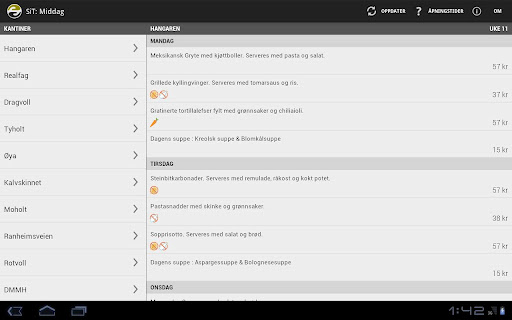 SiT: Middag
OPPDATER
ÅPNINGSTIDER
OM
KANTINER
HANGAREN
UKE 11
Hangaren
Realfag
Dragvoll
Tyholt
Øya
Kalvskinnet
Moholt
Ranheimsveien
Rotvoll
DMMH
MANDAG
Meksikansk Gryte med kjøttboller. Serveres med pasta og salat.
57 kr
Grillede kyllingvinger. Serveres med tomarsaus og ris.
37 kr
Gratinerte tortillalefser fylt med grønnsaker og chiliaioli.
57 kr
Dagens suppe : Kreolsk suppe & Blomkålsuppe
15 kr
TIRSDAG
Steinbitkarbonader. Serveres med remulade, råkost og kokt potet.
57 kr
Pastasnadder med skinke og grønnsaker.
38 kr
Sopprisotto. Serveres med salat og brød.
57 kr
Dagens suppe : Aspargessuppe & Bolognesesuppe
15 kr
ONSDAG
1:42